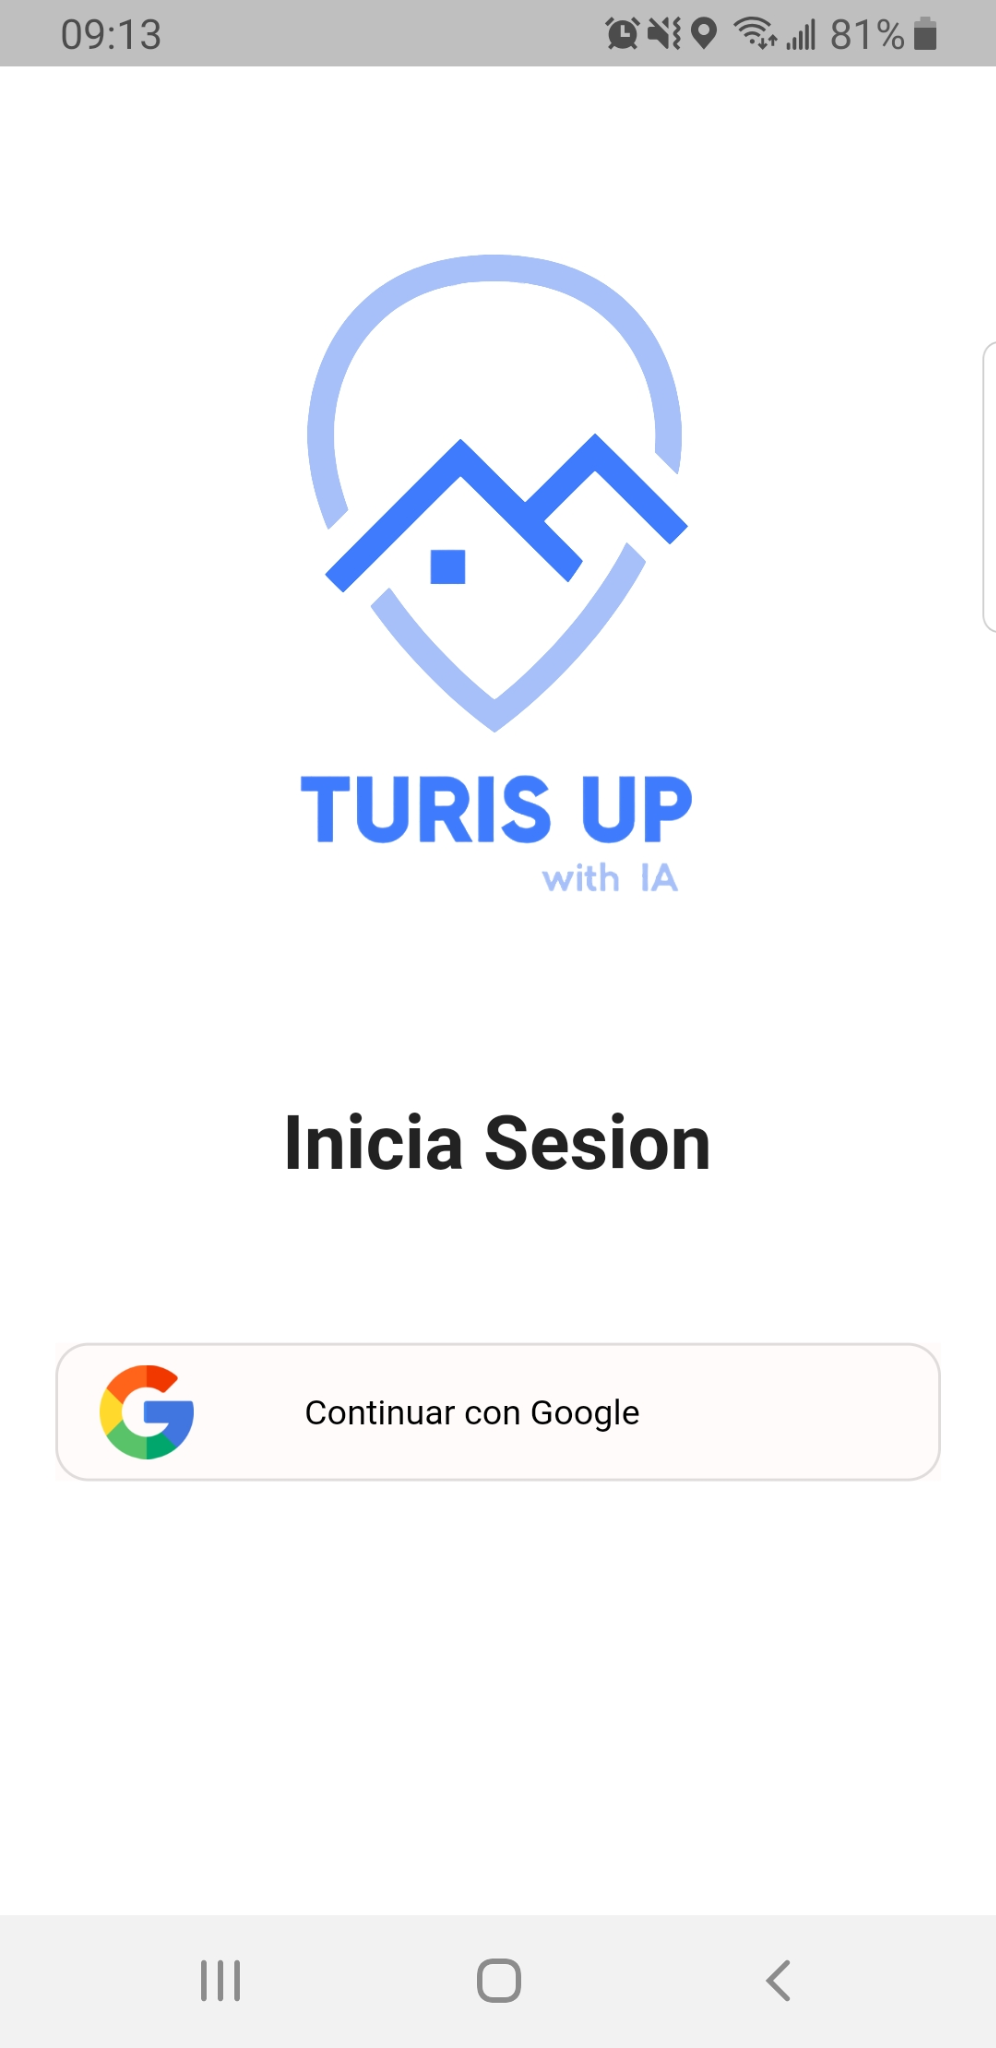 09:13 81%
TURIS UP
with IA
Inicia Sesion
Continuar con Google